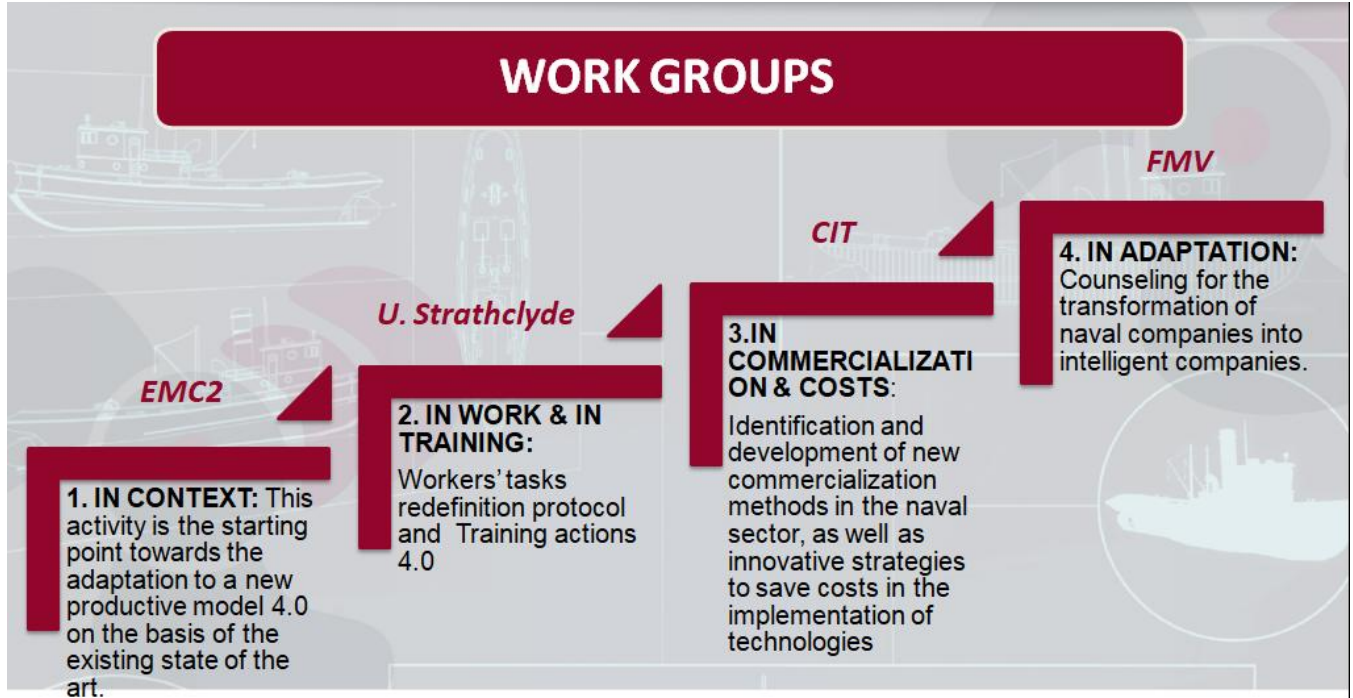 WORK GROUPS
EMC2
1. IN CONTEXT: This
activity is the starting
point towards the
adaptation to a new
productive model 4.0
on the basis of the
existing state of the
art.
U. Strathclyde
2. IN WORK & IN
TRAINING:
Workers' tasks
redefinition protocol
and Training actions
4.0
CIT
3.IN
COMMERCIALIZATI
ON & COSTS:
Identification and
development of new
commercialization
methods in the naval
sector, as well as
innovative strategies
to save costs in the
implementation of
technologies
FMV
4. IN ADAPTATION:
Counseling for the
transformation of
naval companies into
intelligent companies.